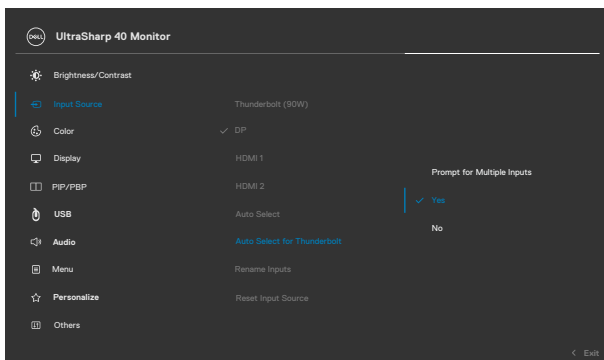 DELL
UltraSharp 40 Monitor
Brightness/Contrast
Input Source
Color
Display
PIP/PBP
USB
Audio
Menu
Personalize
Others
Thunderbolt (90W)
DP
HDMI 1
HDMI 2
Auto Select
Auto Select for Thunderbolt
Rename Inputs
Reset Input Source
Prompt for Multiple Inputs
Yes
No
Exit